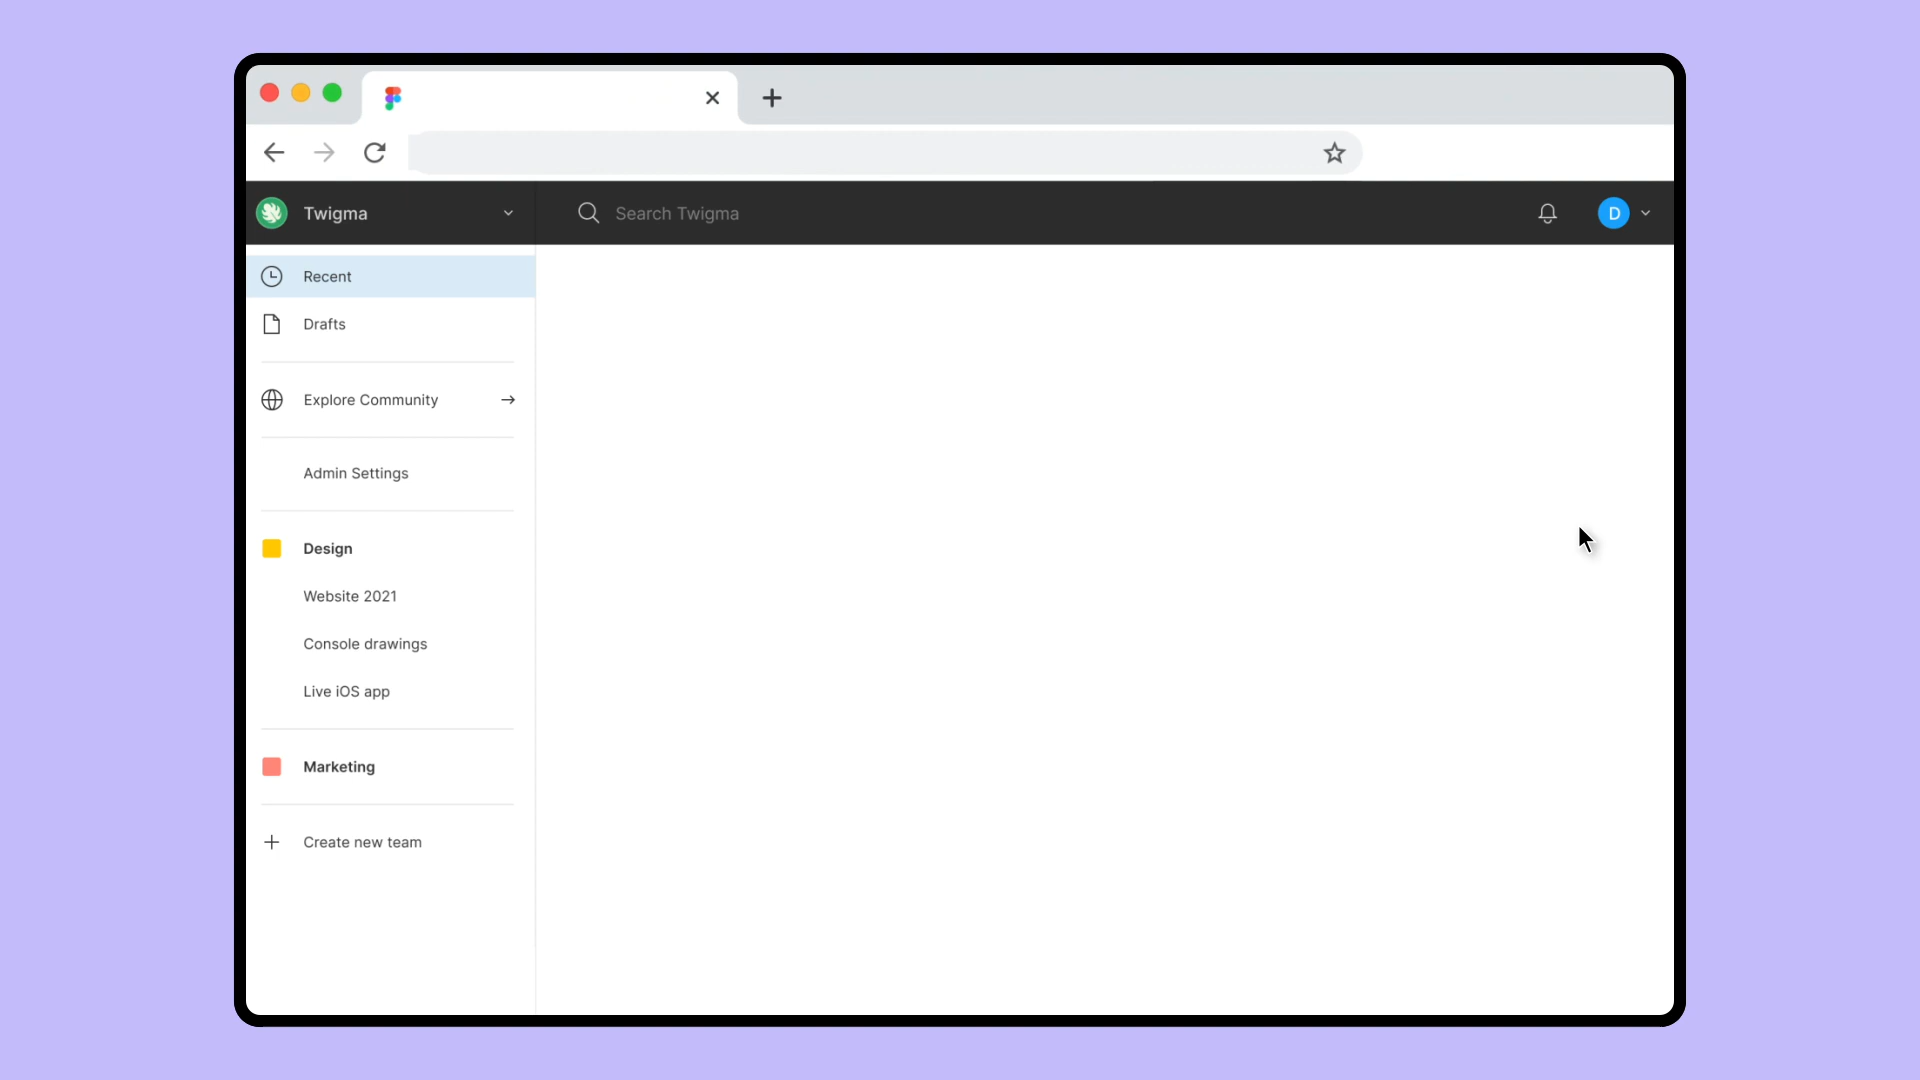 Twigma
Search Twigma
D
Recent
Drafts
Explore Community
Admin Settings
Design
Website 2021
Console drawings
Live iOS app
Marketing
Create new team